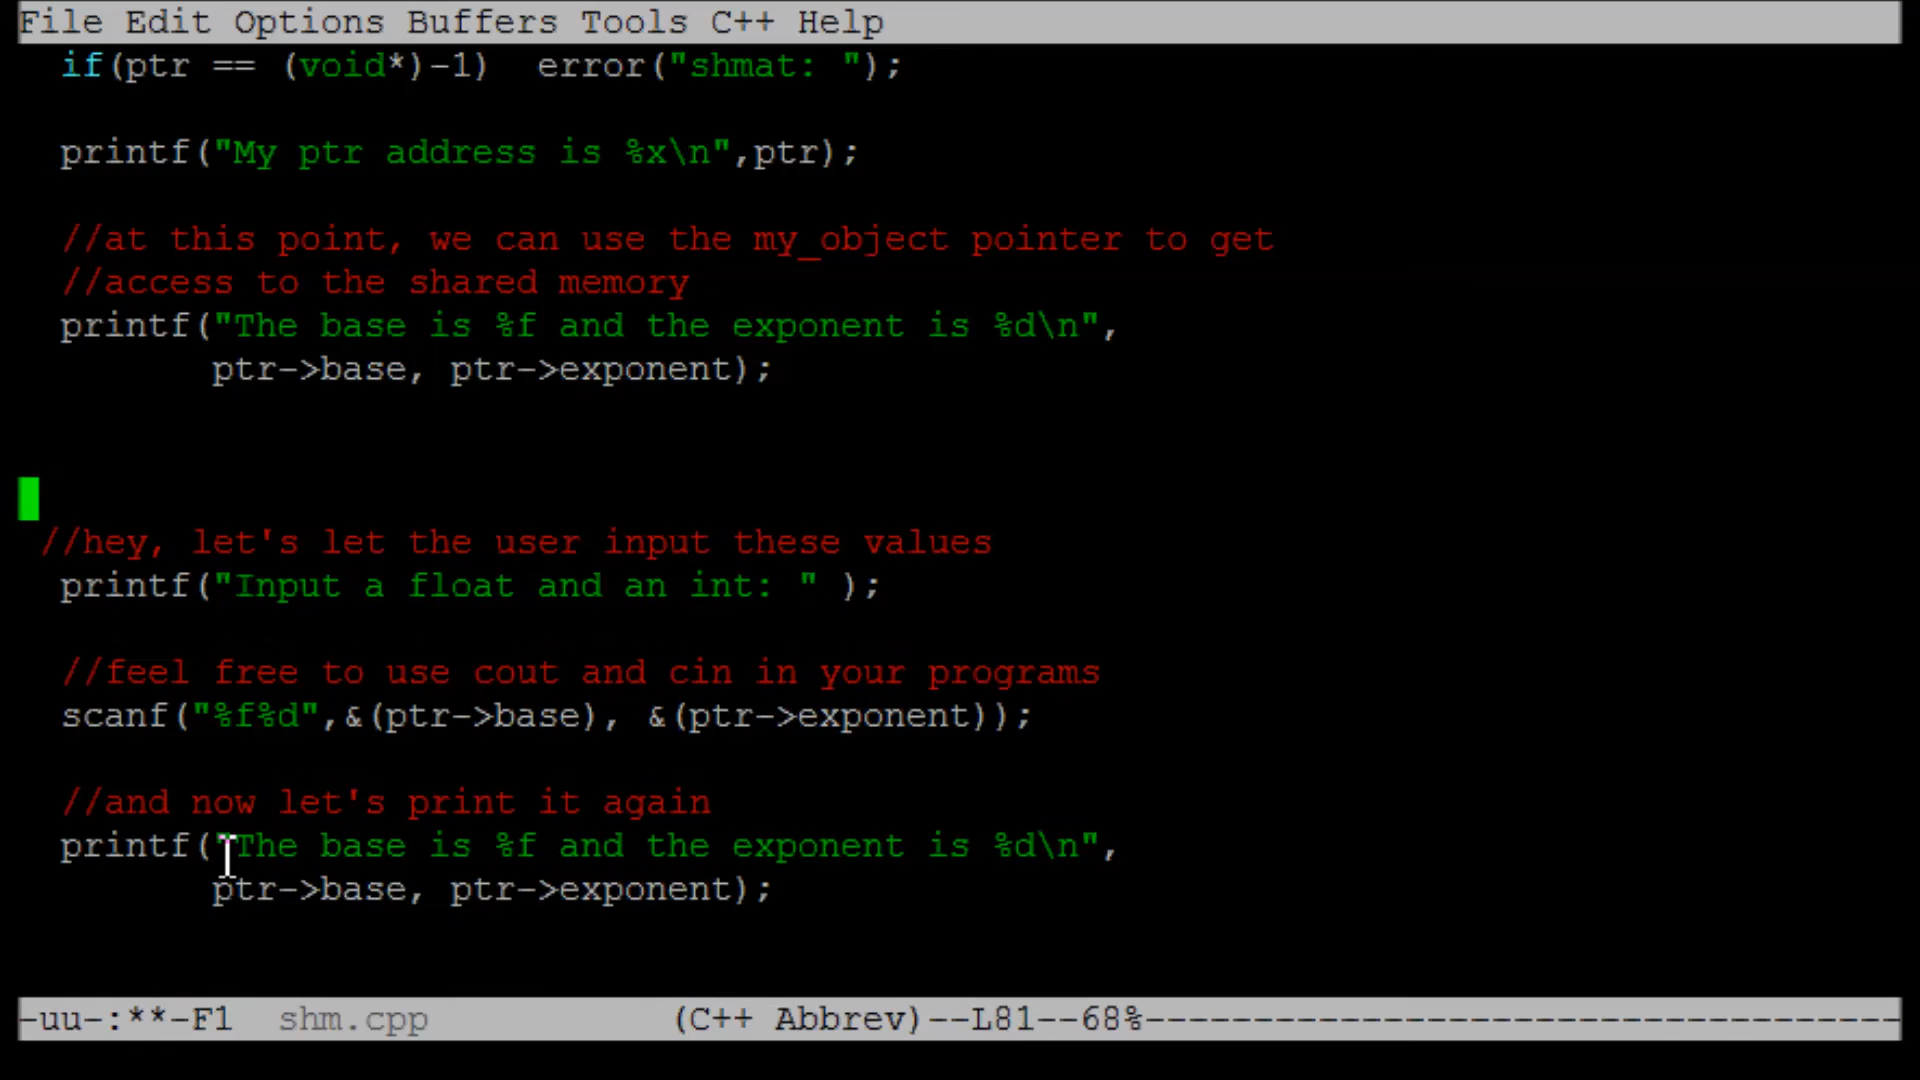 File Edit Options Buffers Tools C++ Help
if(ptr == (void*)-1)  error("shmat: ");
printf("My ptr address is %x\n",ptr);
//at this point, we can use the my_object pointer to get
//access to the shared memory
printf("The base is %f and the exponent is %d\n",
ptr->base, ptr->exponent);
//hey, let's let the user input these values
printf("Input a float and an int: " );
//feel free to use cout and cin in your programs
scanf("%f%d",&(ptr->base), &(ptr->exponent));
//and now let's print it again
printf("The base is %f and the exponent is %d\n",
ptr->base, ptr->exponent);
-uu-:**-F1  shm.cpp            (C++ Abbrev)--L81--68%-----------------------------------